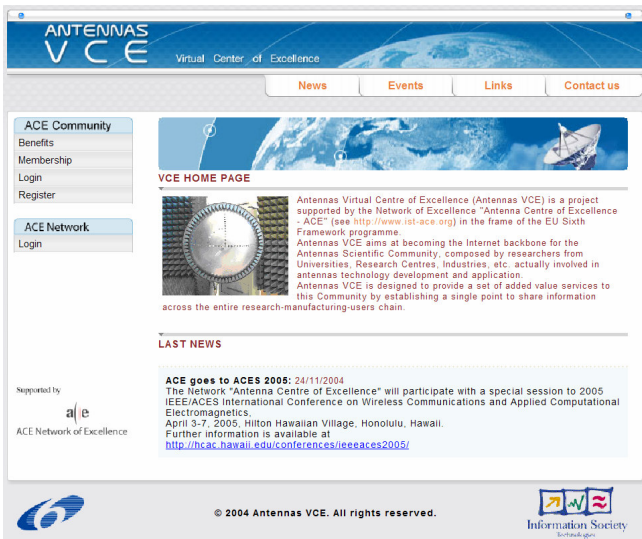 ANTENNAS
VCE
Virtual Center of Excellence
News
Events
Links
Contact us
ACE Community
Benefits
Membership
Login
Register
ACE Network
Login
VCE HOME PAGE
Antennas Virtual Centre of Excellence (Antennas VCE) is a project
supported by the Network of Excellence "Antenna Centre of Excellence
- ACE" (see http://www.ist-ace.org) in the frame of the EU Sixth
Framework programme.
Antennas VCE aims at becoming the Internet backbone for the
Antennas Scientific Community, composed by researchers from
Universities, Research Centres, Industries, etc. actually involved in
antennas technology development and application.
Antennas VCE is designed to provide a set of added value services to
this Community by establishing a single point to share information
across the entire research-manufacturing-users chain.
LAST NEWS
ACE goes to ACES 2005: 24/11/2004
The Network "Antenna Centre of Excellence" will participate with a special session to 2005
IEEE/ACES International Conference on Wireless Communications and Applied Computational
Electromagnetics,
April 3-7, 2005, Hilton Hawaiian Village, Honolulu, Hawaii.
Further information is available at
http://hcac.hawaii.edu/conferences/ieeeaces2005/
Supported by
a(e
ACE Network of Excellence
6
© 2004 Antennas VCE. All rights reserved.
Information Society
Technologies